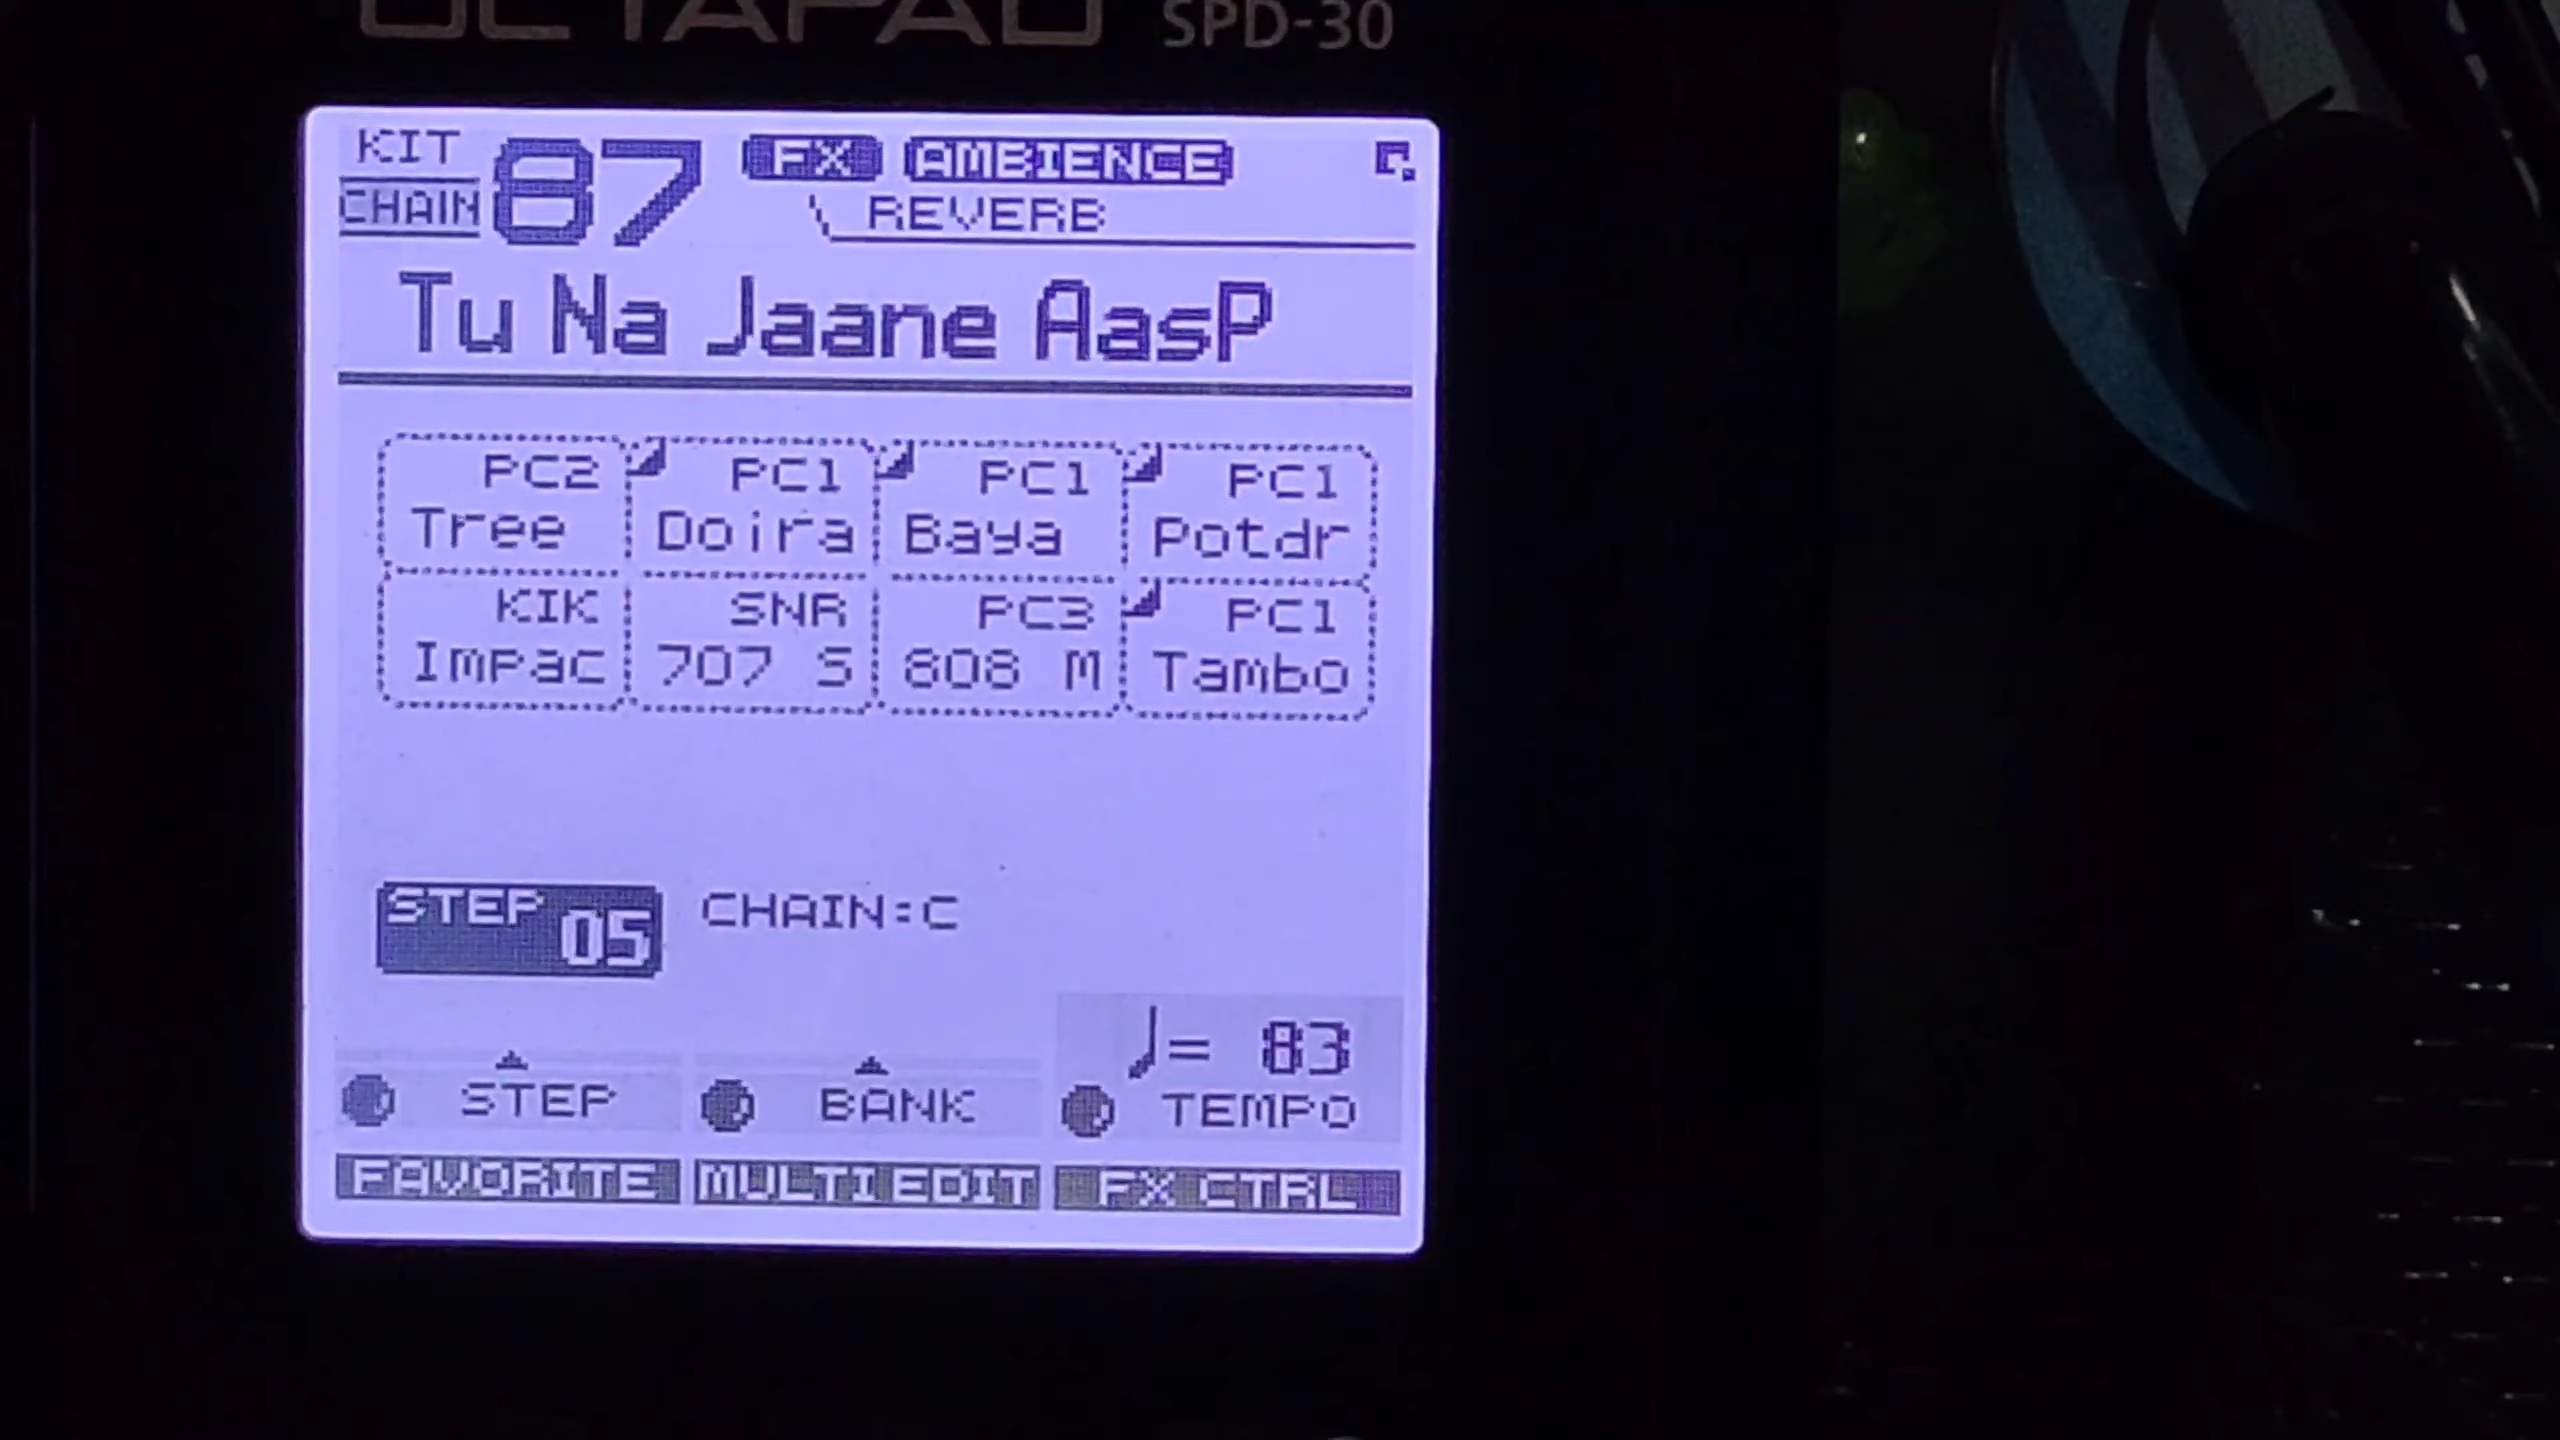 OCTAPAD SPD-30
KIT 87 FX AMBIENCE
CHAIN REVERB
Tu Na Jaane AasP
PC2 PC1 PC1 PC1
Tree Doira Baya Potdr
KIK SNR PC3 PC1
Impac 707 S 808 M Tambo
STEP 05 CHAIN:C
♩= 83
STEP BANK TEMPO
FAVORITE MULTI EDIT FX CTRL